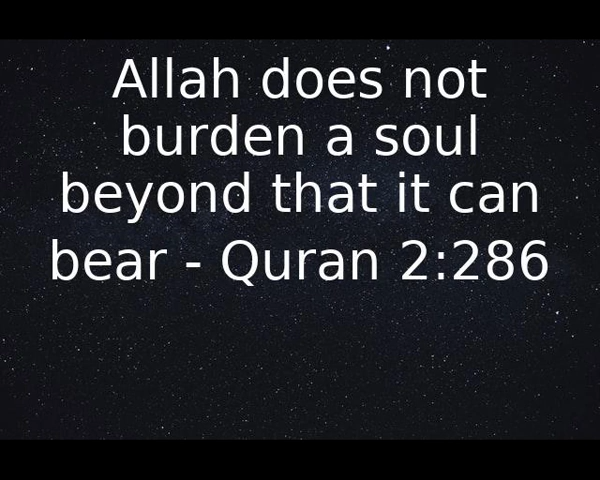 Allah does not
burden a soul
beyond that it can
bear - Quran 2:286